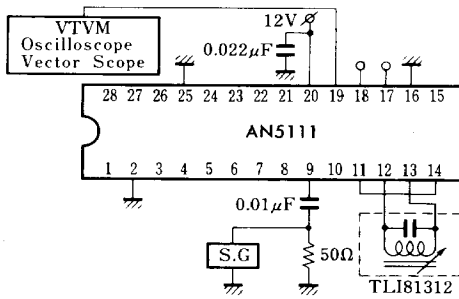 VTVM
Oscilloscope
Vector Scope
12V
0.022μF
28 27 26 25 24 23 22 21 20 19 18 17 16 15
AN5111
1 2 3 4 5 6 7 8 9 10 11 12 13 14
0.01μF
S.G
50Ω
TLI81312